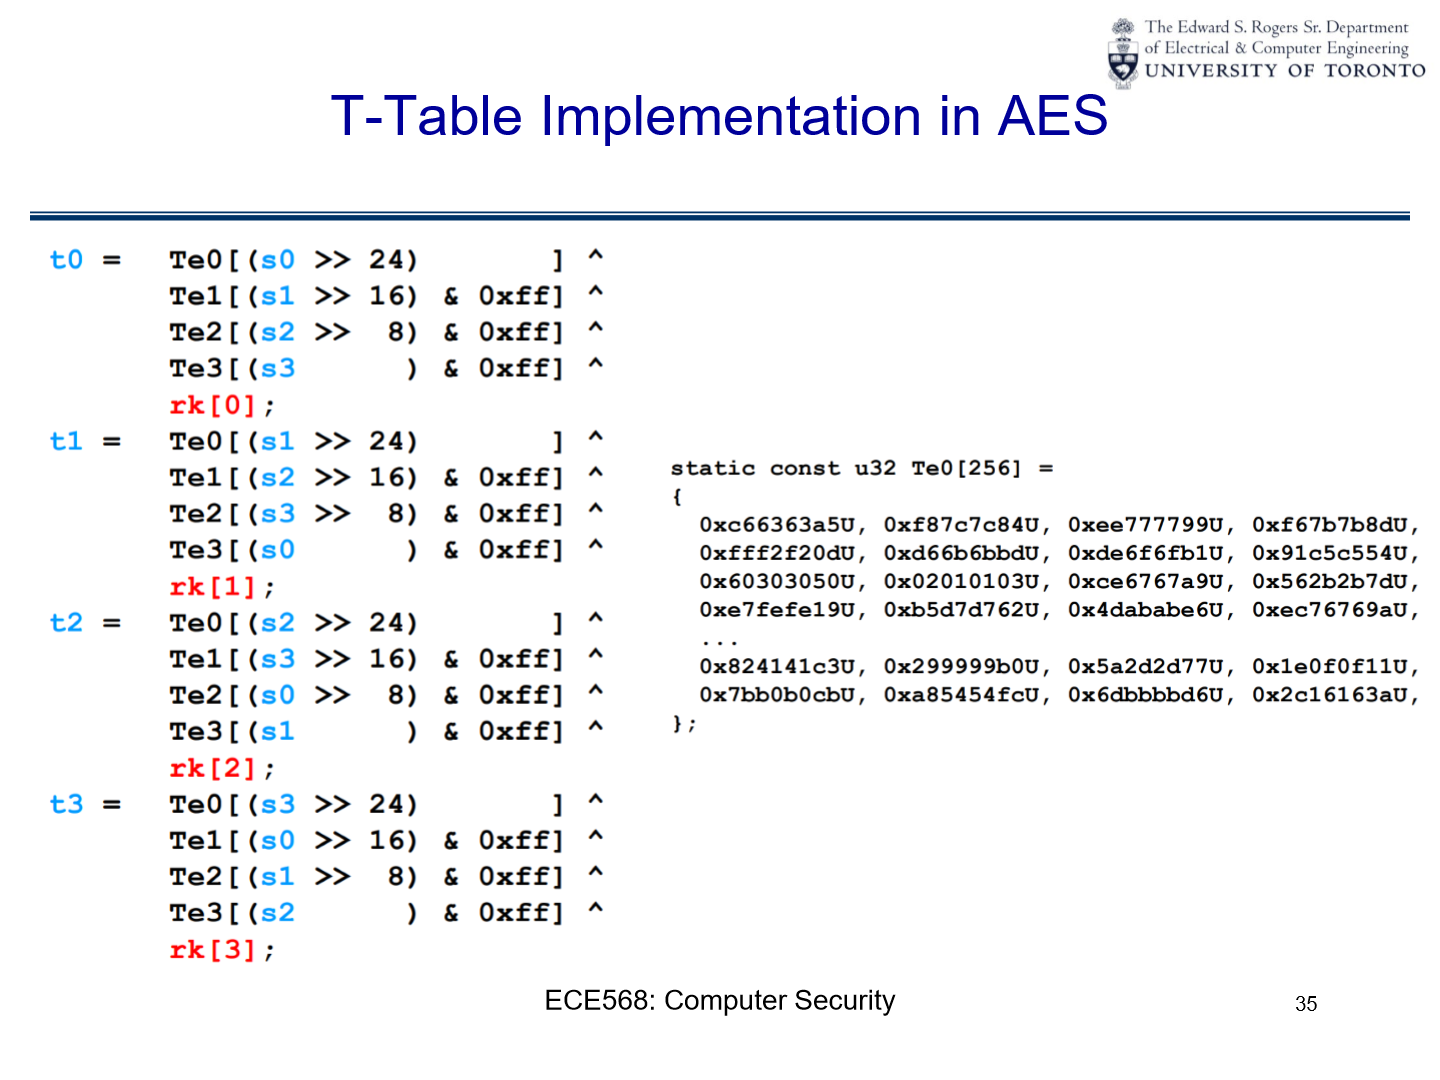 The Edward S. Rogers Sr. Department
of Electrical & Computer Engineering
UNIVERSITY OF TORONTO
T-Table Implementation in AES
t0 = Te0[(s0 >> 24)       ] ^
Te1[(s1 >> 16) & 0xff] ^
Te2[(s2 >>  8) & 0xff] ^
Te3[(s3      ) & 0xff] ^
rk[0];
t1 = Te0[(s1 >> 24)       ] ^
Te1[(s2 >> 16) & 0xff] ^
Te2[(s3 >>  8) & 0xff] ^
Te3[(s0      ) & 0xff] ^
rk[1];
t2 = Te0[(s2 >> 24)       ] ^
Te1[(s3 >> 16) & 0xff] ^
Te2[(s0 >>  8) & 0xff] ^
Te3[(s1      ) & 0xff] ^
rk[2];
t3 = Te0[(s3 >> 24)       ] ^
Te1[(s0 >> 16) & 0xff] ^
Te2[(s1 >>  8) & 0xff] ^
Te3[(s2      ) & 0xff] ^
rk[3];
static const u32 Te0[256] =
{
0xc66363a5U, 0xf87c7c84U, 0xee777799U, 0xf67b7b8dU,
0xfff2f20dU, 0xd66b6bbdU, 0xde6f6fb1U, 0x91c5c554U,
0x60303050U, 0x02010103U, 0xce6767a9U, 0x562b2b7dU,
0xe7fefe19U, 0xb5d7d762U, 0x4dababe6U, 0xec76769aU,
...
0x824141c3U, 0x299999b0U, 0x5a2d2d77U, 0x1e0f0f11U,
0x7bb0b0cbU, 0xa85454fcU, 0x6dbbbbd6U, 0x2c16163aU,
};
ECE568: Computer Security
35